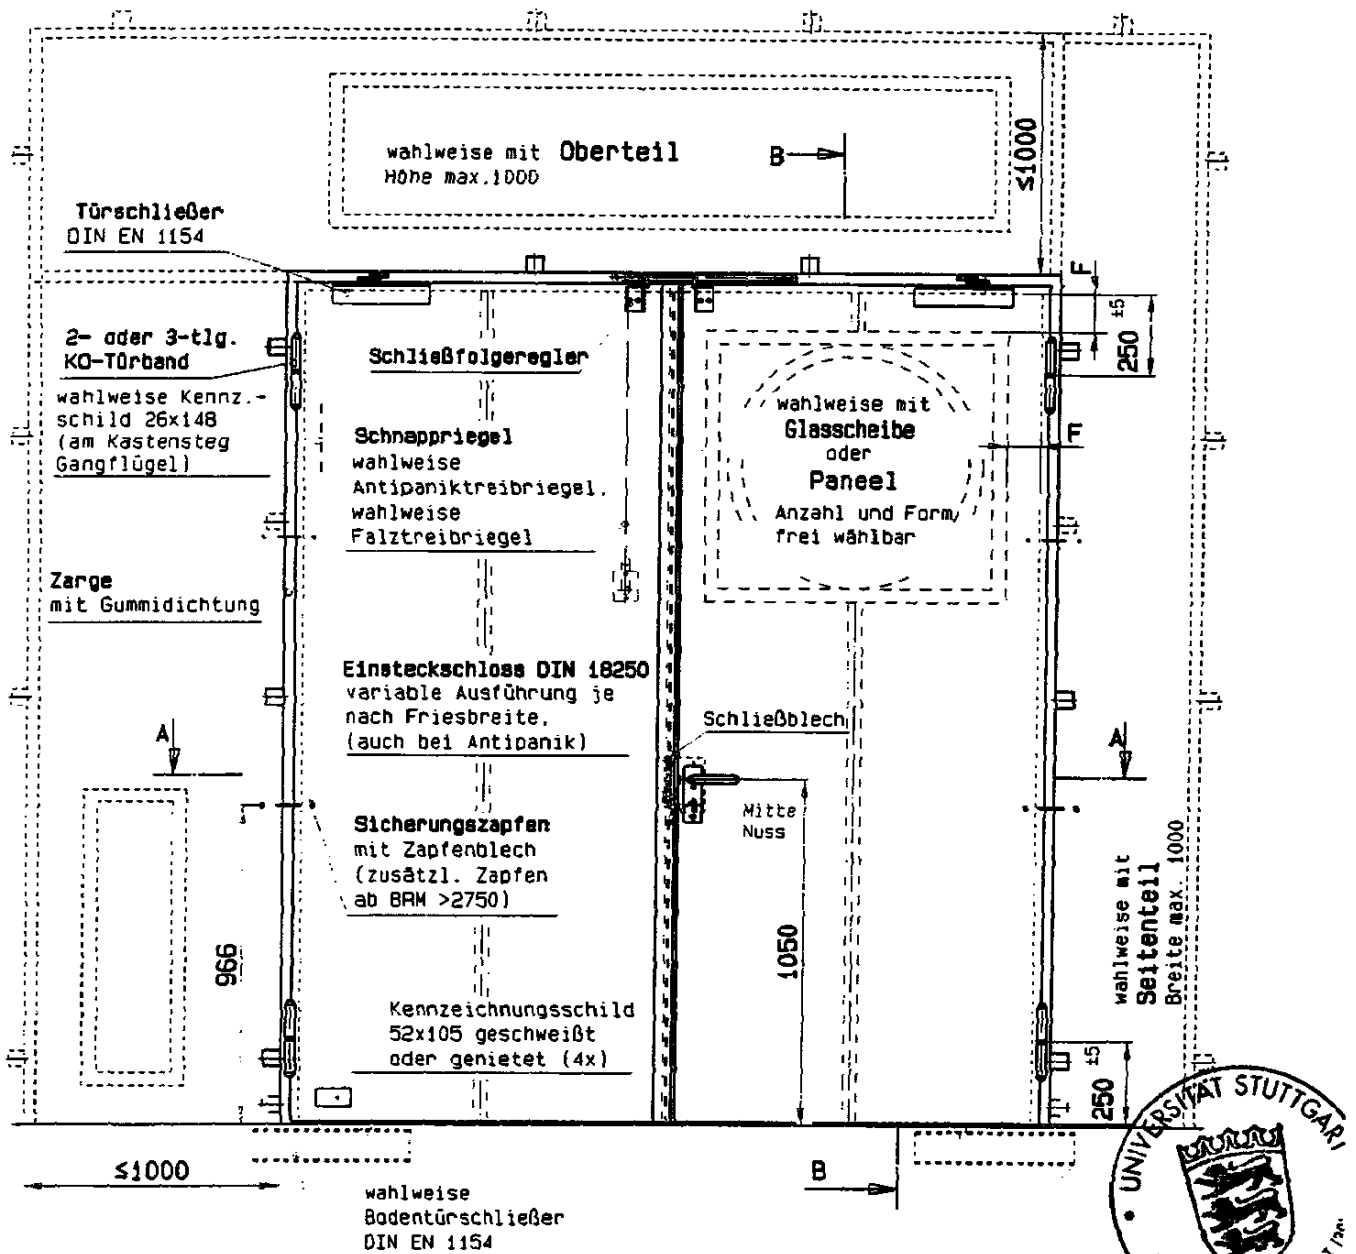 wahlweise mit Oberteil
Höhe max.1000
B
≤1000
Türschließer
DIN EN 1154
F
±5
250
2- oder 3-tlg.
KO-Türband
wahlweise Kennz.-
schild 26x148
(am Kastensteg
Gangflügel)
Schließfolgeregler
Schnappriegel
wahlweise
Antipaniktreibriegel,
wahlweise
Falztreibriegel
wahlweise mit
Glasscheibe
oder
Paneel
Anzahl und Form
frei wählbar
F
Zarge
mit Gummidichtung
Einsteckschloss DIN 18250
variable Ausführung je
nach Friesbreite,
(auch bei Antipanik)
Schließblech
A
A
Sicherungszapfen
mit Zapfenblech
(zusätzl. Zapfen
ab BRM >2750)
Mitte
Nuss
966
1050
wahlweise mit
Seitenteil
Breite max. 1000
Kennzeichnungsschild
52x105 geschweißt
oder genietet (4x)
±5
250
≤1000
B
wahlweise
Bodentürschließer
DIN EN 1154
UNIVERSITÄT STUTTGAR